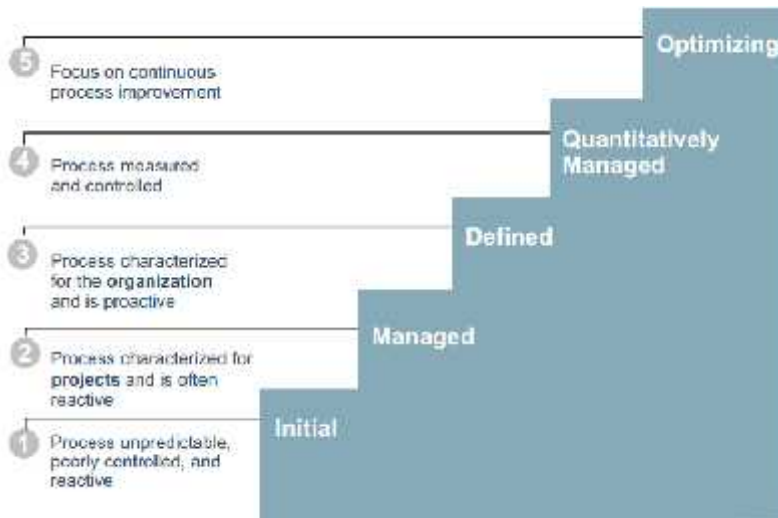 5
Optimizing
Focus on continuous
process improvement
4
Quantitatively
Managed
Process measured
and controlled
3
Defined
Process characterized
for the organization
and is proactive
2
Managed
Process characterized for
projects and is often
reactive
1
Initial
Process unpredictable,
poorly controlled, and
reactive